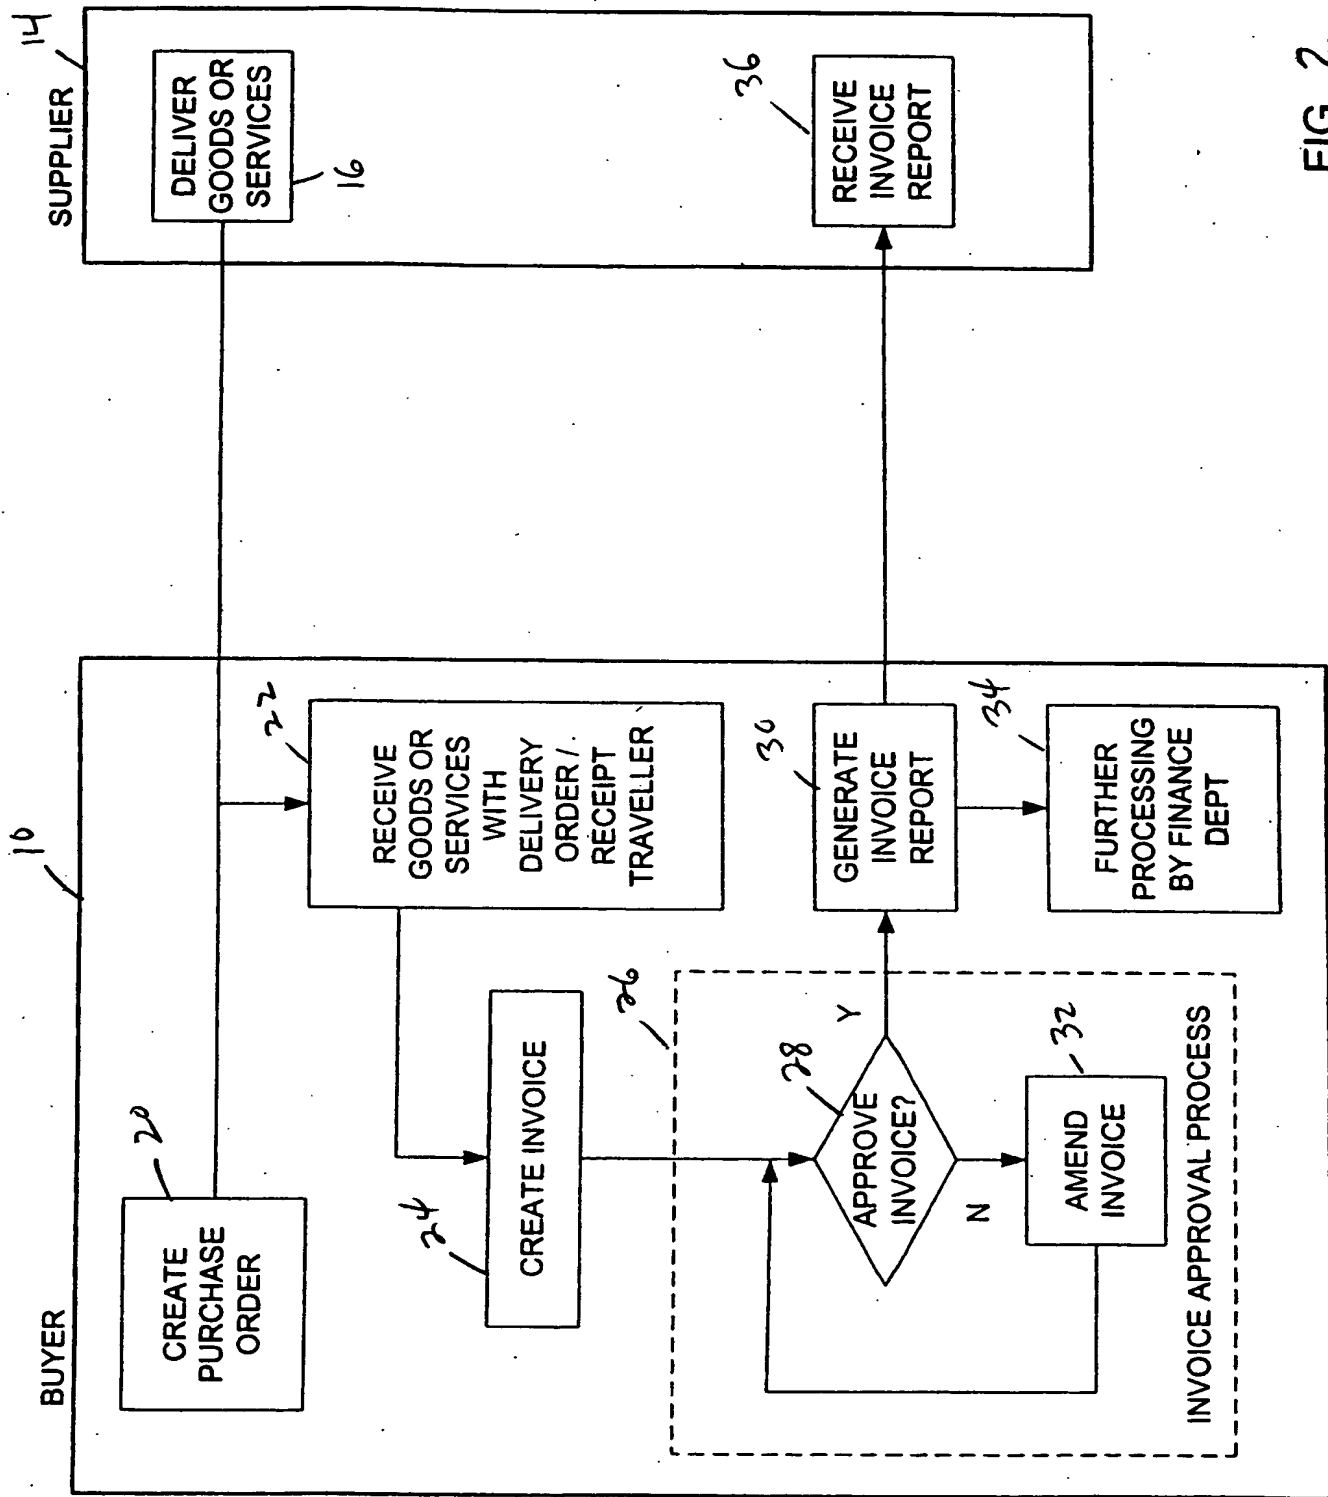 BUYER
10
SUPPLIER
14
CREATE
PURCHASE
ORDER
20
DELIVER
GOODS OR
SERVICES
16
22
RECEIVE
GOODS OR
SERVICES
WITH
DELIVERY
ORDER/
RECEIPT
TRAVELLER
24
CREATE INVOICE
26
28
APPROVE
INVOICE?
Y
N
30
GENERATE
INVOICE
REPORT
36
RECEIVE
INVOICE
REPORT
32
AMEND
INVOICE
34
FURTHER
PROCESSING
BY FINANCE
DEPT
INVOICE APPROVAL PROCESS
FIG. 2